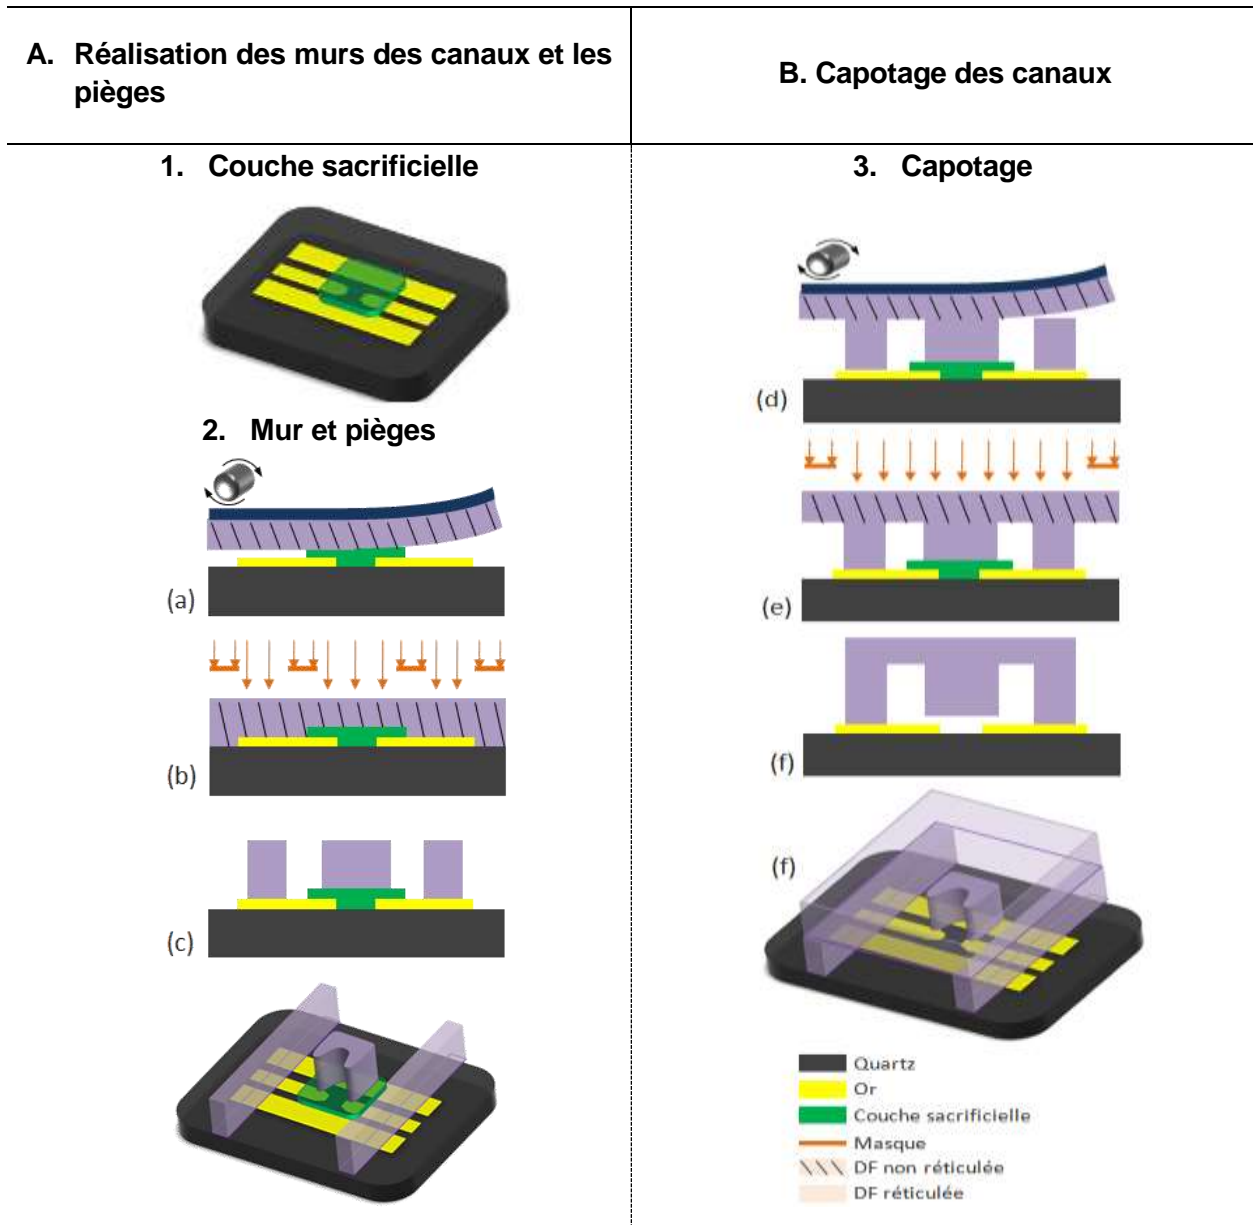 A. Réalisation des murs des canaux et les
pièges
B. Capotage des canaux
1. Couche sacrificielle
2. Mur et pièges
(a)
(b)
(c)
3. Capotage
(d)
(e)
(f)
(f)
Quartz
Or
Couche sacrificielle
Masque
DF non réticulée
DF réticulée